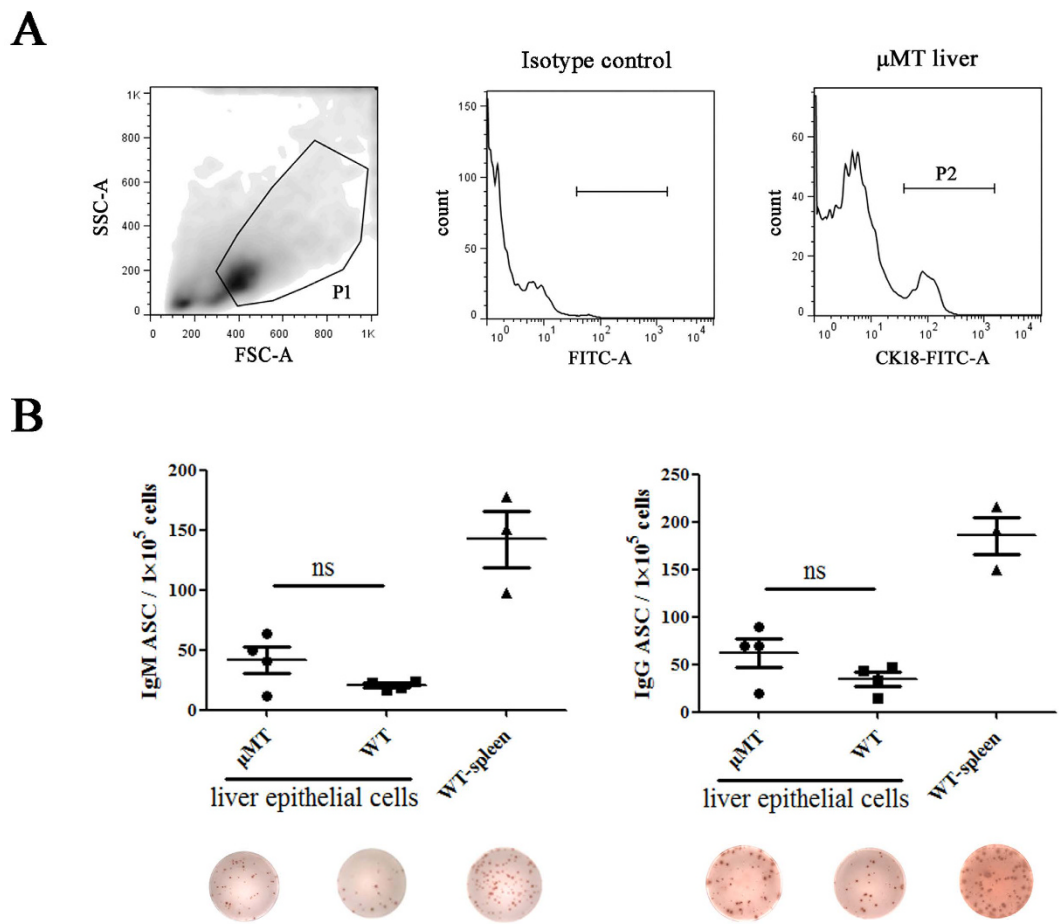 A
Isotype control
μMT liver
1K
800
600
400
200
0
SSC-A
P1
0 200 400 600 800 1K
FSC-A
150
100
50
0
count
10⁰ 10¹ 10² 10³ 10⁴
FITC-A
80
60
40
20
0
count
P2
10⁰ 10¹ 10² 10³ 10⁴
CK18-FITC-A
B
200
150
100
50
0
IgM ASC / 1×10⁵ cells
ns
μMT
WT
WT-spleen
liver epithelial cells
250
200
150
100
50
0
IgG ASC / 1×10⁵ cells
ns
μMT
WT
WT-spleen
liver epithelial cells